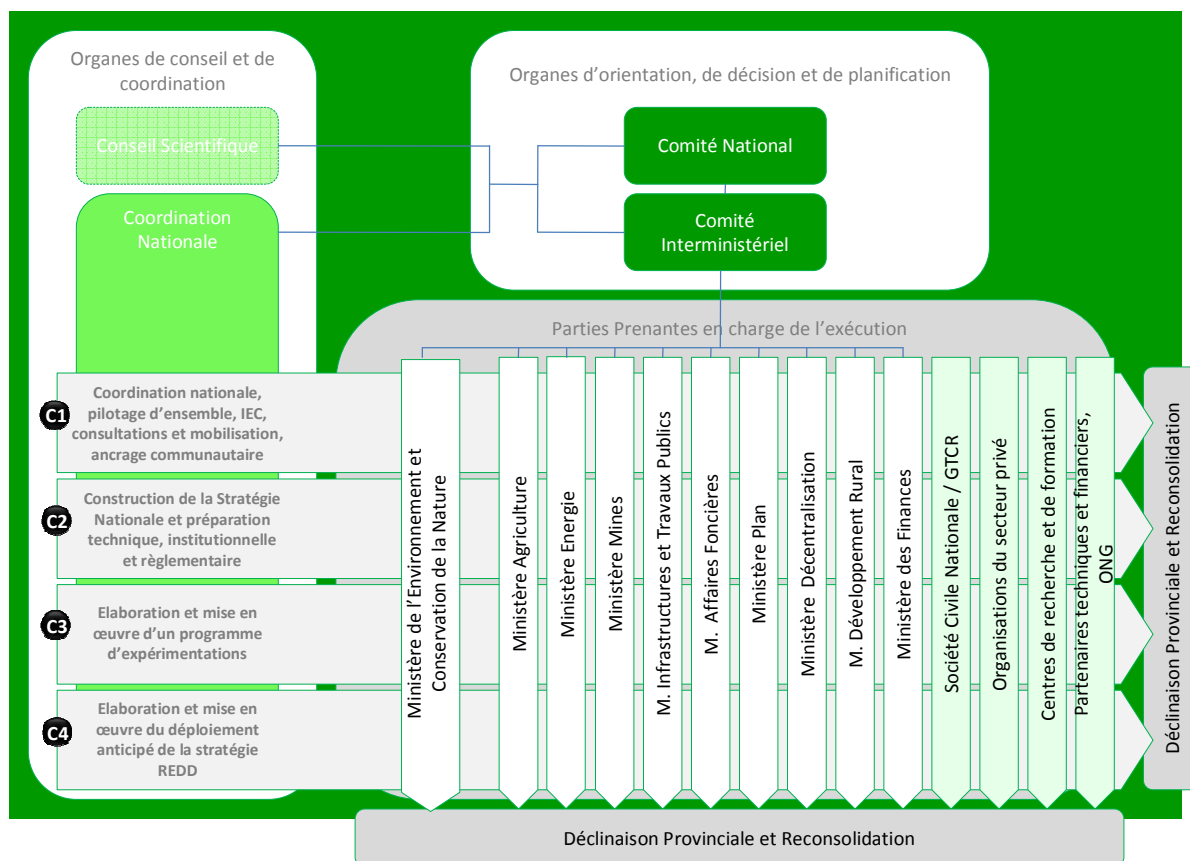 Organes de conseil et de
coordination
Organes d'orientation, de décision et de planification
Conseil Scientifique
Comité National
Coordination
Nationale
Comité
Interministériel
Parties Prenantes en charge de l'exécution
C1
Coordination nationale,
pilotage d'ensemble, IEC,
consultations et mobilisation,
ancrage communautaire
C2
Construction de la Stratégie
Nationale et préparation
technique, institutionnelle
et règlementaire
C3
Elaboration et mise en
œuvre d'un programme
d'expérimentations
C4
Elaboration et mise en
œuvre du déploiement
anticipé de la stratégie
REDD
Ministère de l'Environnement et
Conservation de la Nature
Ministère Agriculture
Ministère Energie
Ministère Mines
M. Infrastructures et Travaux Publics
M. Affaires Foncières
Ministère Plan
Ministère Décentralisation
M. Développement Rural
Ministère des Finances
Société Civile Nationale / GTCR
Organisations du secteur privé
Centres de recherche et de formation
Partenaires techniques et financiers,
ONG
Déclinaison Provinciale et Reconsolidation
Déclinaison Provinciale et Reconsolidation